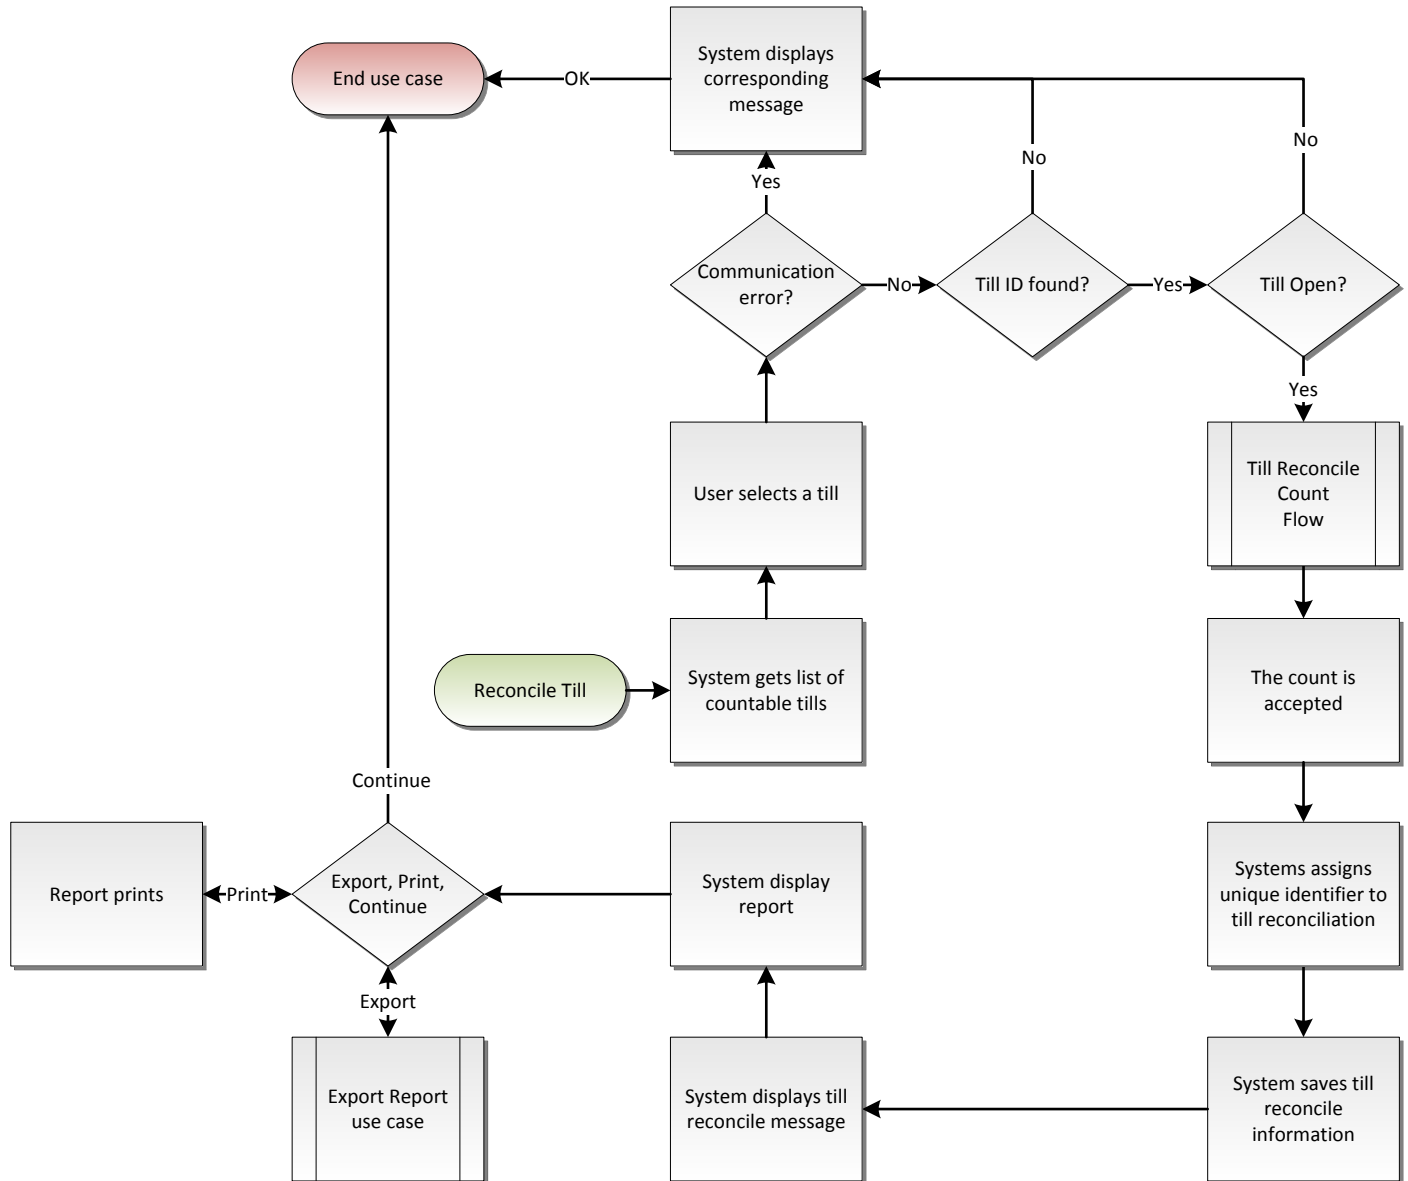 System displays
corresponding
message
End use case
OK
No
No
Yes
Communication
error?
No
Till ID found?
Yes
Till Open?
Yes
User selects a till
Till Reconcile
Count
Flow
Reconcile Till
System gets list of
countable tills
The count is
accepted
Continue
Report prints
Print
Export, Print,
Continue
System display
report
Systems assigns
unique identifier to
till reconciliation
Export
Export Report
use case
System displays till
reconcile message
System saves till
reconcile
information